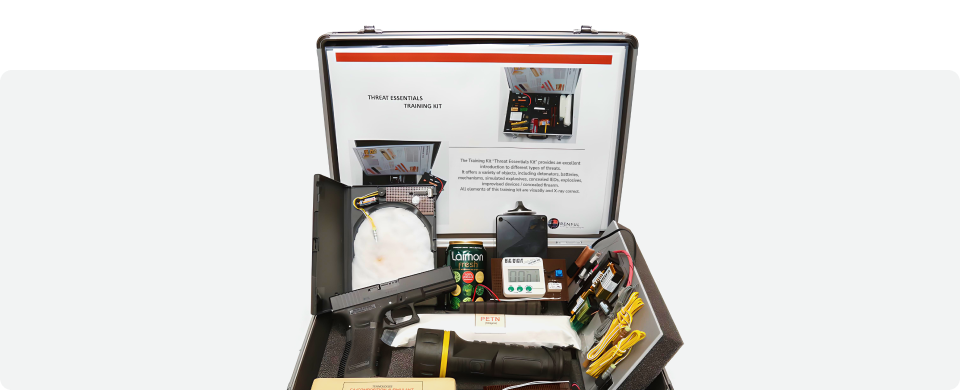 THREAT ESSENTIALS
TRAINING KIT
The Training Kit "Threat Essentials Kit" provides an excellent
introduction to different types of threats.
It offers a variety of objects, including detonators, batteries,
mechanisms, simulated explosives, concealed IEDs, explosives,
improvised devices / concealed firearm.
All elements of this training kit are visually and X-ray correct.
RENFUL
Laimon
fresh
PETN